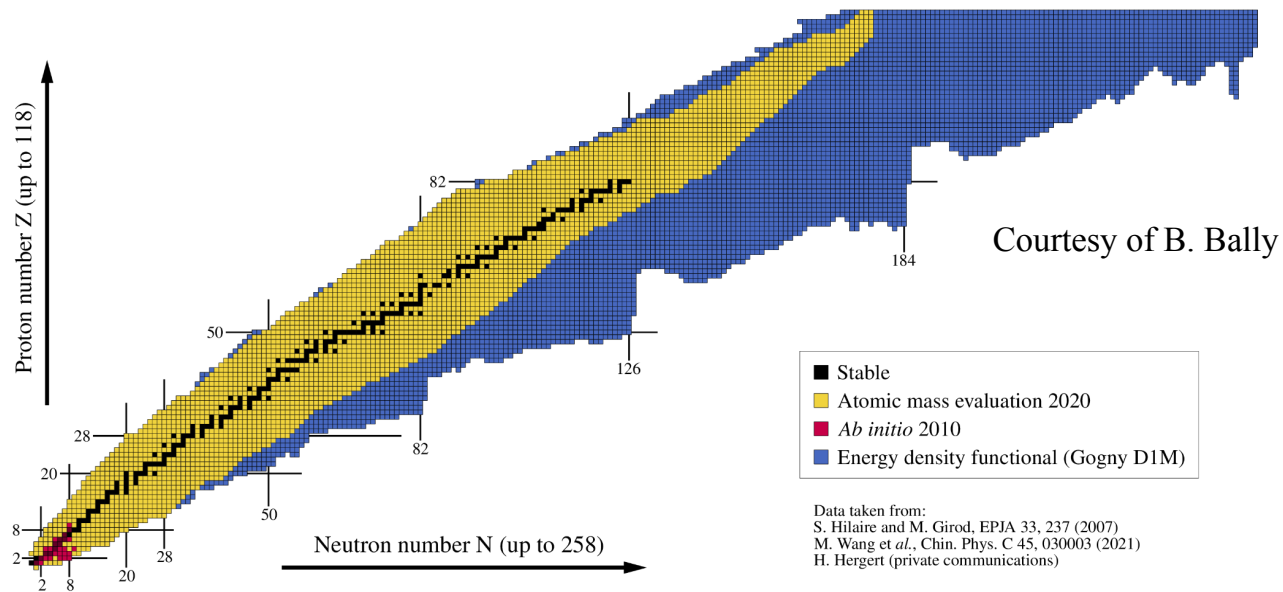 Proton number Z (up to 118)
82
50
28
20
8
2
2
8
20
28
50
82
126
184
Neutron number N (up to 258)
Courtesy of B. Bally
Stable
Atomic mass evaluation 2020
Ab initio 2010
Energy density functional (Gogny D1M)
Data taken from:
S. Hilaire and M. Girod, EPJA 33, 237 (2007)
M. Wang et al., Chin. Phys. C 45, 030003 (2021)
H. Hergert (private communications)